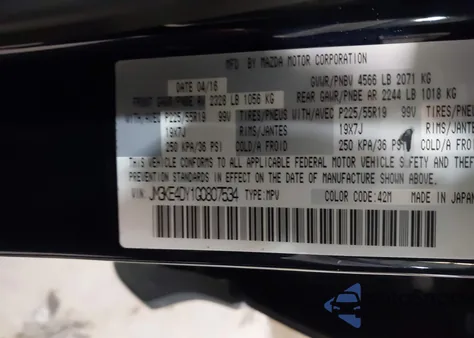 MFD BY MAZDA MOTOR CORPORATION
DATE 04/16 GVWR/PNBV 4566 LB 2071 KG
FRONT GAWR/PNBE AV 2328 LB 1056 KG REAR GAWR/PNBE AR 2244 LB 1018 KG
WITH/AVEC P225/55R19 99V TIRES/PNEUS WITH/AVEC P225/55R19 99V TIRES/PNEUS
19X7J RIMS/JANTES 19X7J RIMS/JANTES
250 KPA/36 PSI COLD/A FROID 250 KPA/36 PSI COLD/A FROID
THIS VEHICLE CONFORMS TO ALL APPLICABLE FEDERAL MOTOR VEHICLE SAFETY AND THEFT
PREVENTION STANDARDS IN EFFECT ON THE DATE OF MANUFACTURE SHOWN ABOVE.
VIN: JM3KE4DY1G0807534 TYPE:MPV COLOR CODE:42M MADE IN JAPAN